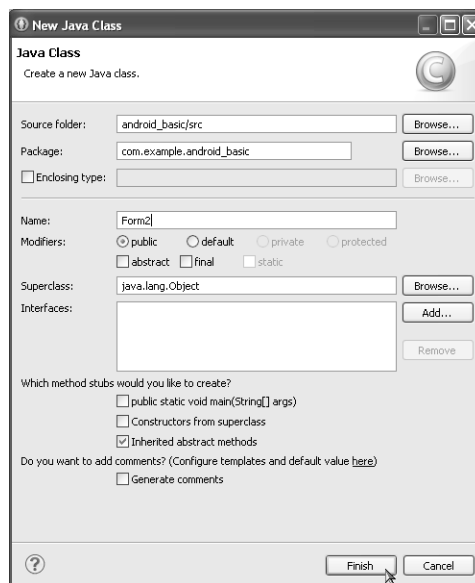 New Java Class
Java Class
Create a new Java class.
C
Source folder: android_basic/src Browse...
Package: com.example.android_basic Browse...
Enclosing type: Browse...
Name: Form2
Modifiers: public default private protected
abstract final static
Superclass: java.lang.Object Browse...
Interfaces: Add...
Remove
Which method stubs would you like to create?
public static void main(String[] args)
Constructors from superclass
Inherited abstract methods
Do you want to add comments? (Configure templates and default value here)
Generate comments
? Finish Cancel